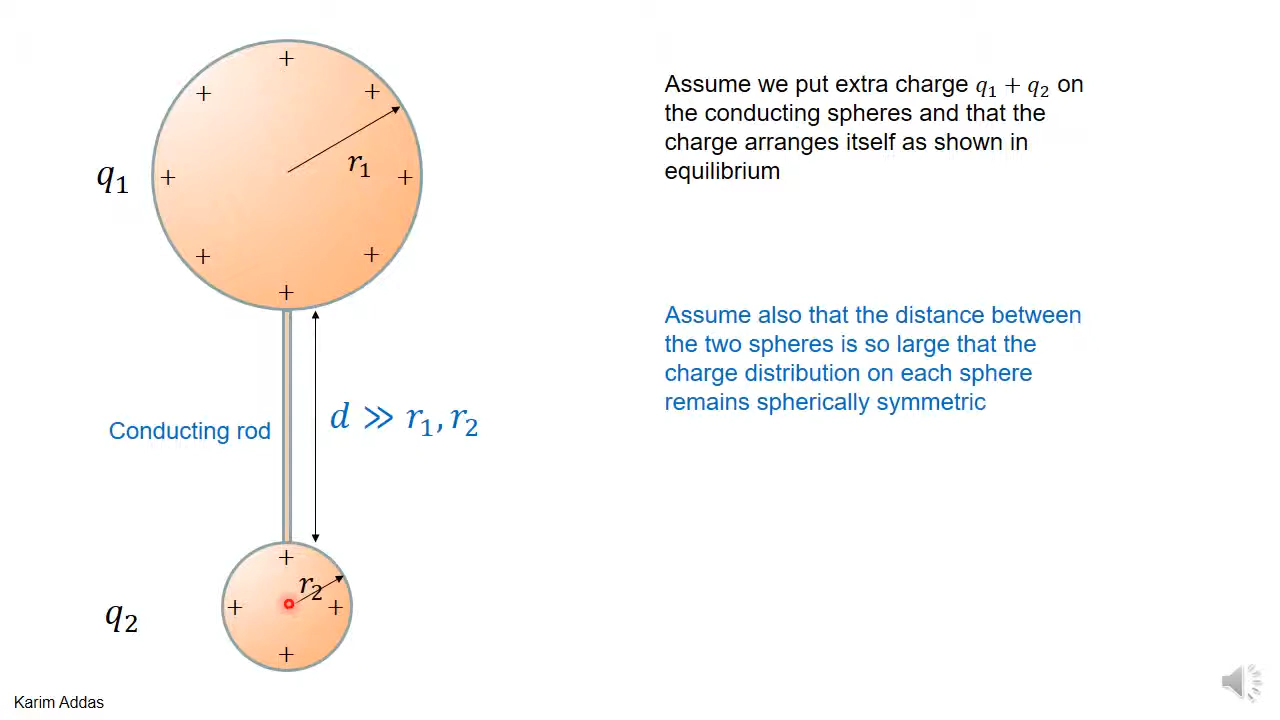 Assume we put extra charge q₁ + q₂ on
the conducting spheres and that the
charge arranges itself as shown in
equilibrium
+
+
+
r₁
q₁
+
+
+
+
+
Assume also that the distance between
the two spheres is so large that the
charge distribution on each sphere
remains spherically symmetric
d ≫ r₁, r₂
Conducting rod
+
r₂
+
+
q₂
+
Karim Addas